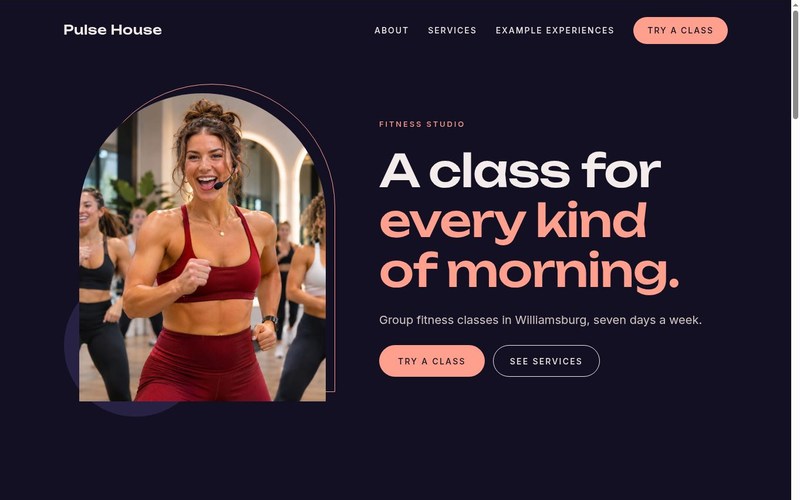 Pulse House
ABOUT
SERVICES
EXAMPLE EXPERIENCES
TRY A CLASS
FITNESS STUDIO
A class for
every kind
of morning.
Group fitness classes in Williamsburg, seven days a week.
TRY A CLASS
SEE SERVICES